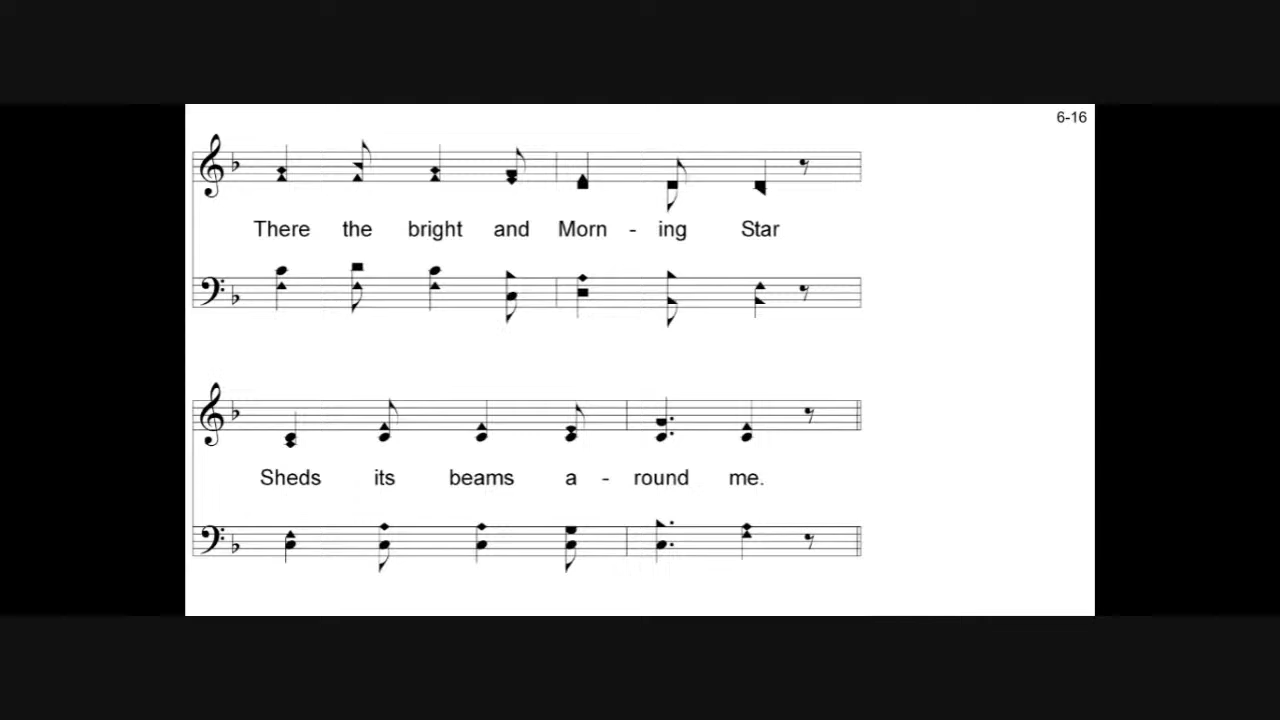 6-16
There the bright and Morn - ing Star
Sheds its beams a - round me.